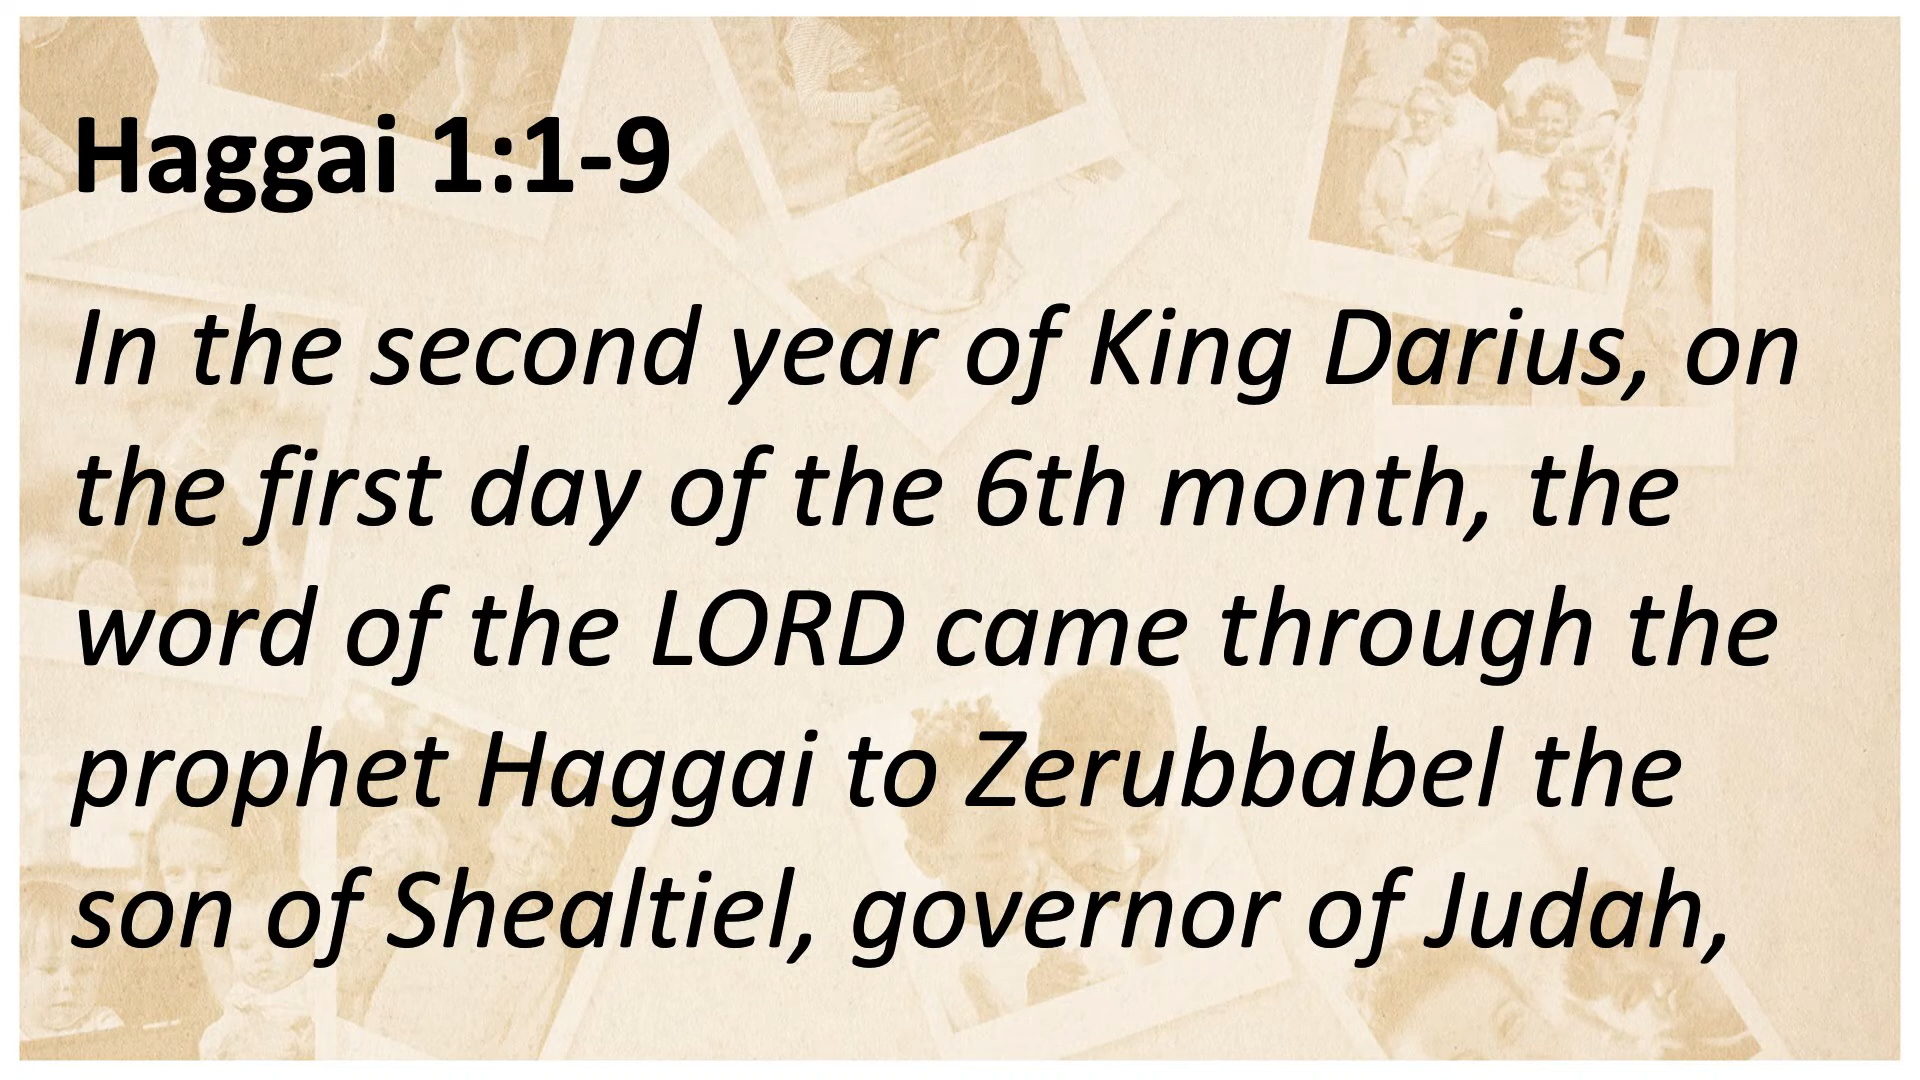 Haggai 1:1-9
In the second year of King Darius, on
the first day of the 6th month, the
word of the LORD came through the
prophet Haggai to Zerubbabel the
son of Shealtiel, governor of Judah,